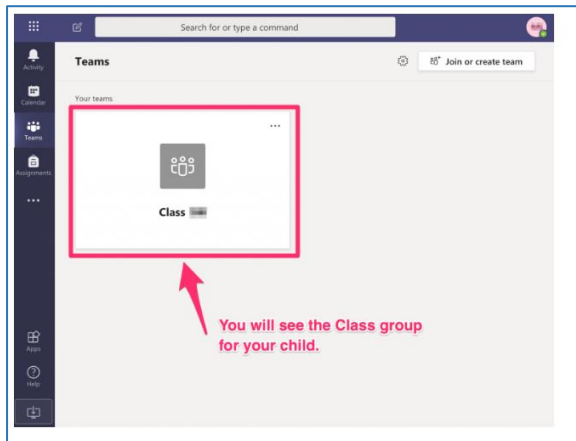 Search for or type a command
Activity
Teams
Join or create team
Calendar
Your teams
Teams
Assignments
Class
You will see the Class group
for your child.
Apps
Help